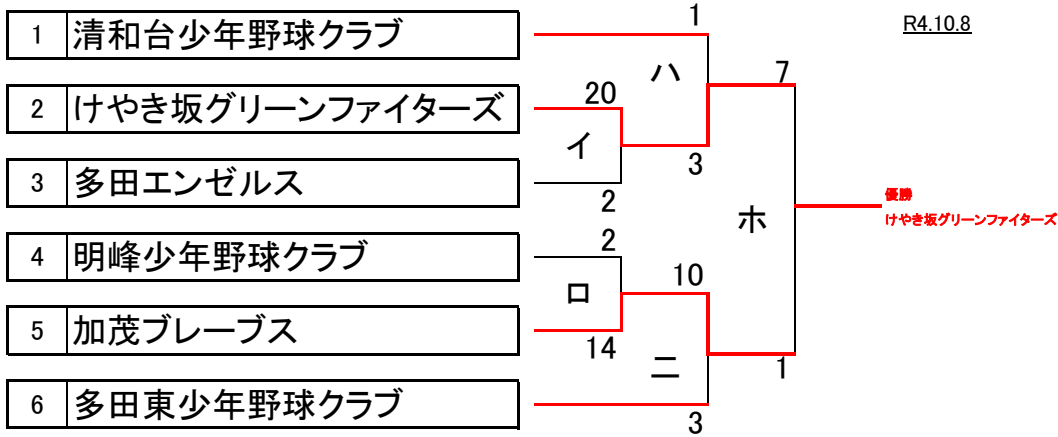 R4.10.8
1 清和台少年野球クラブ
2 けやき坂グリーンファイターズ
3 多田エンゼルス
4 明峰少年野球クラブ
5 加茂ブレーブス
6 多田東少年野球クラブ
1
ハ
7
20
イ
3
2
ホ
優勝
けやき坂グリーンファイターズ
2
ロ
10
14
ニ
1
3